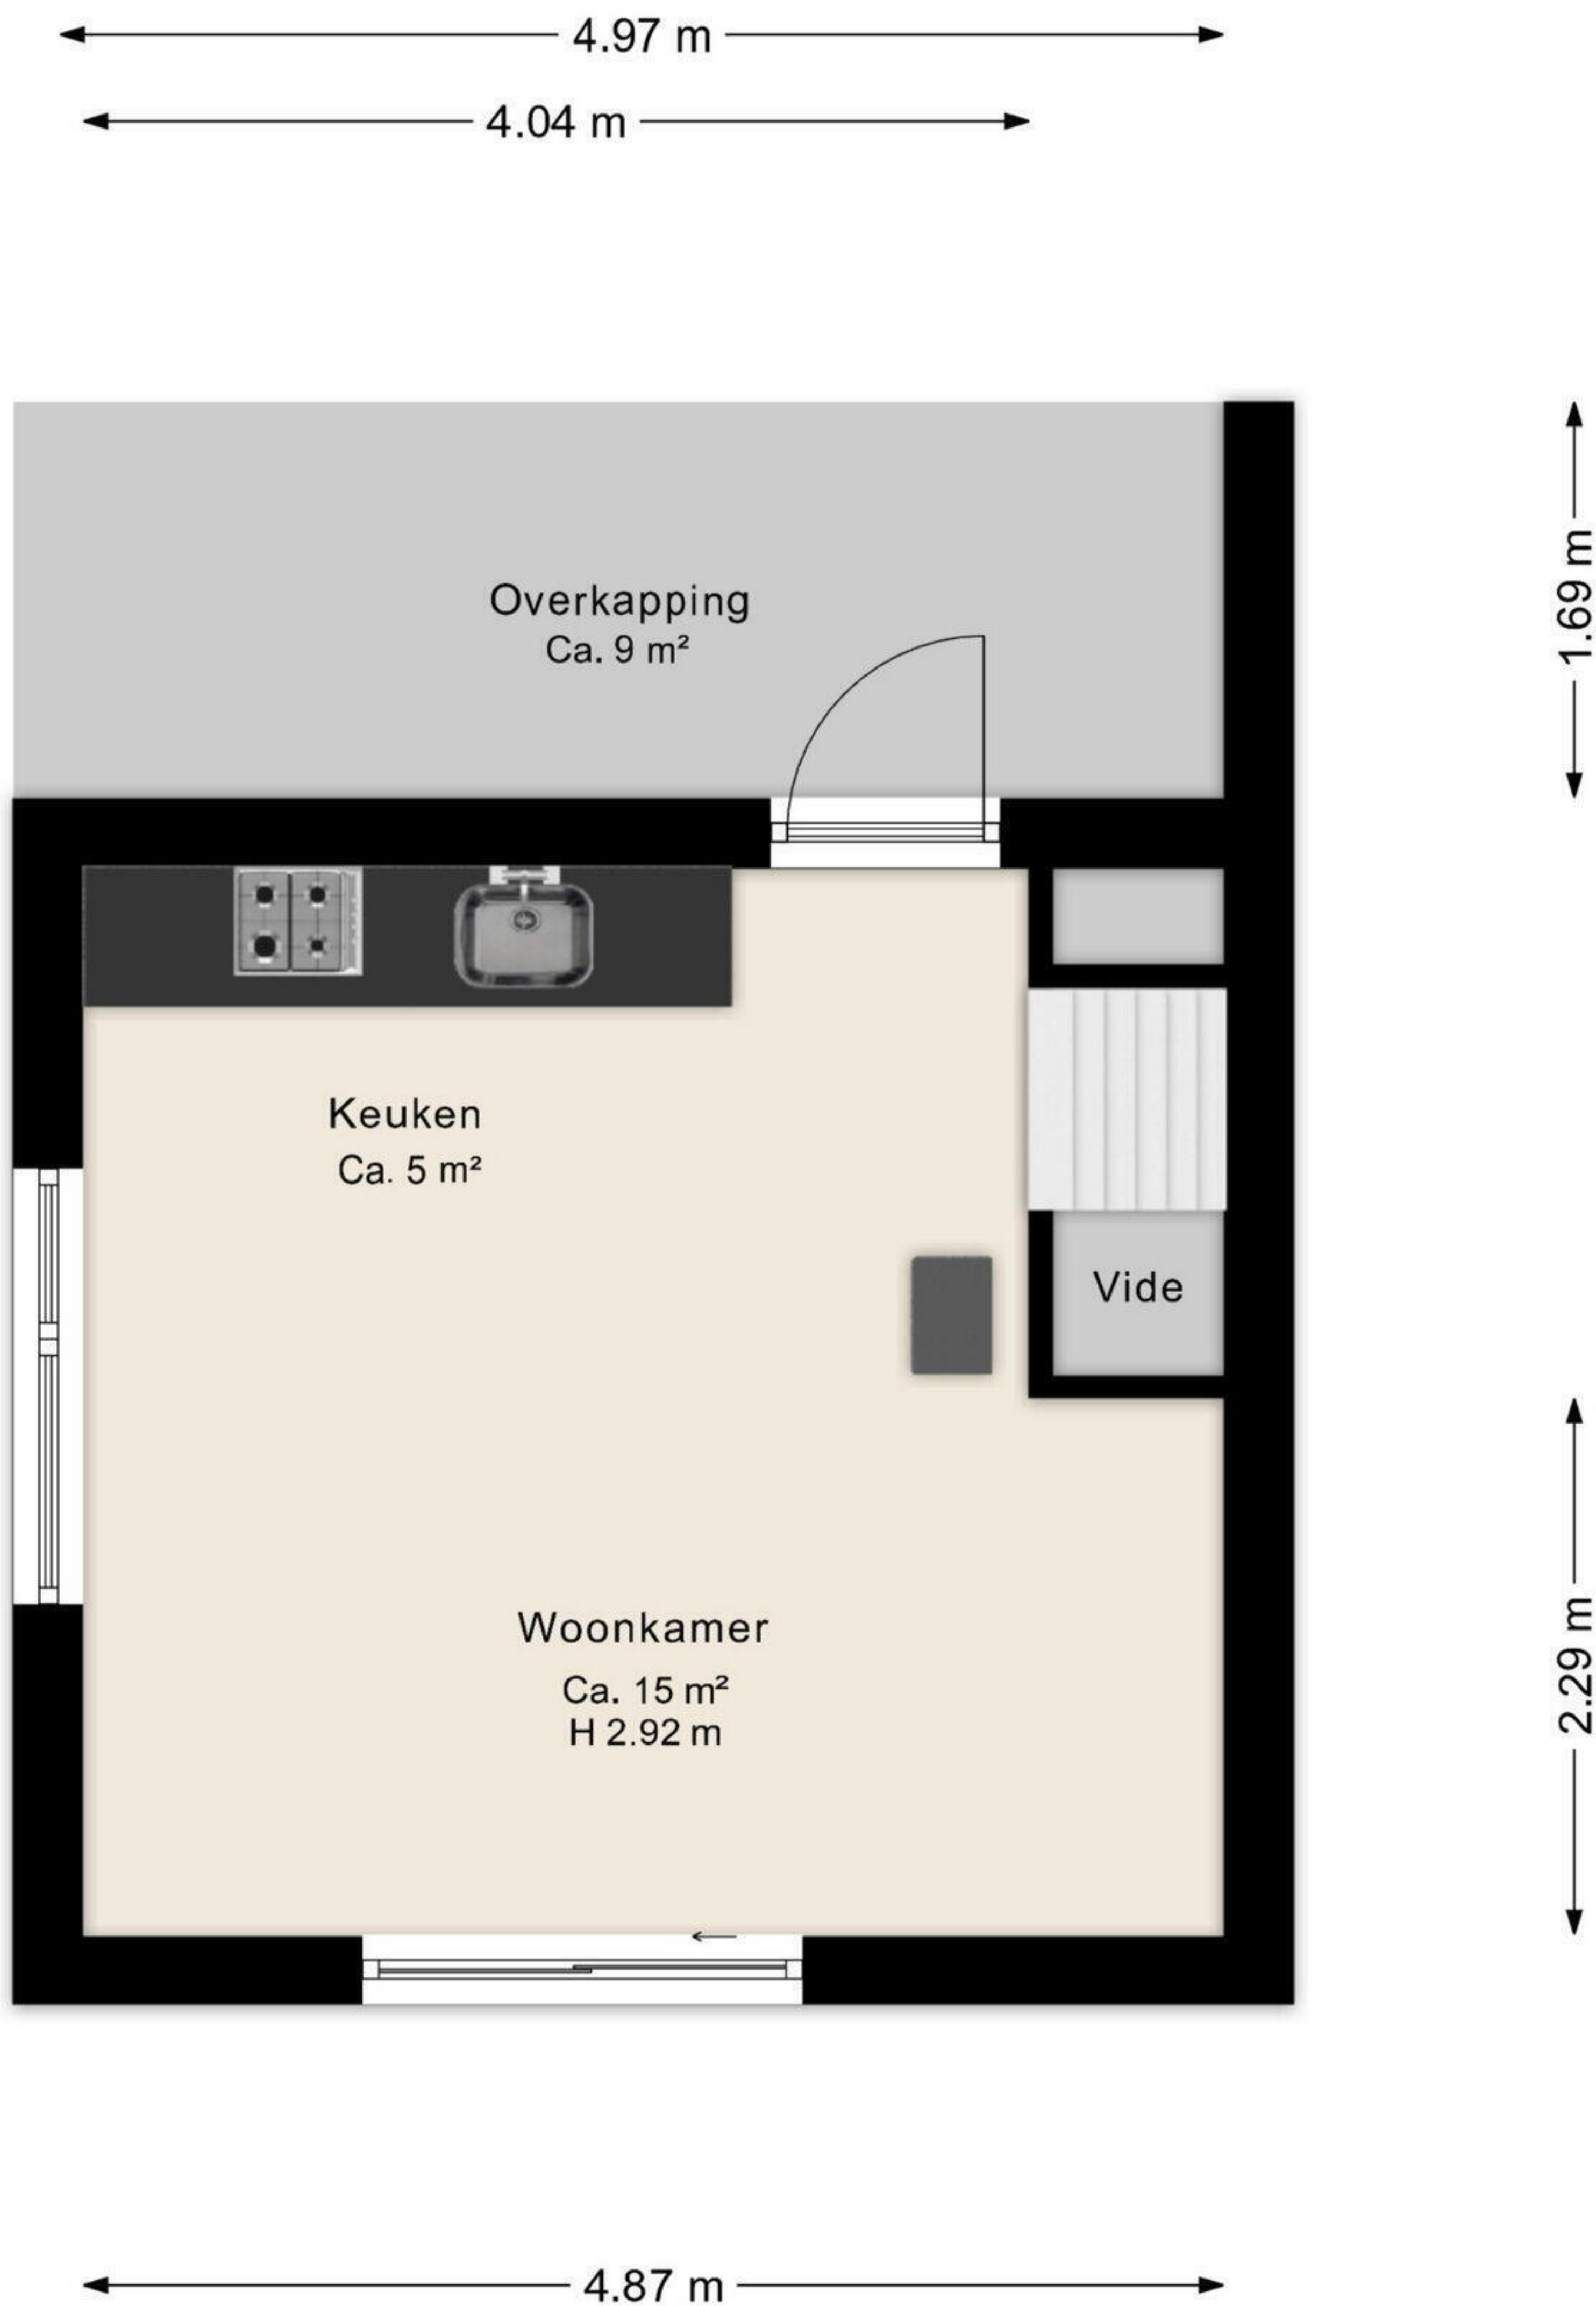 4.97 m
4.04 m
Overkapping
Ca. 9 m²
1.69 m
Keuken
Ca. 5 m²
Vide
Woonkamer
Ca. 15 m²
H 2.92 m
2.29 m
4.87 m